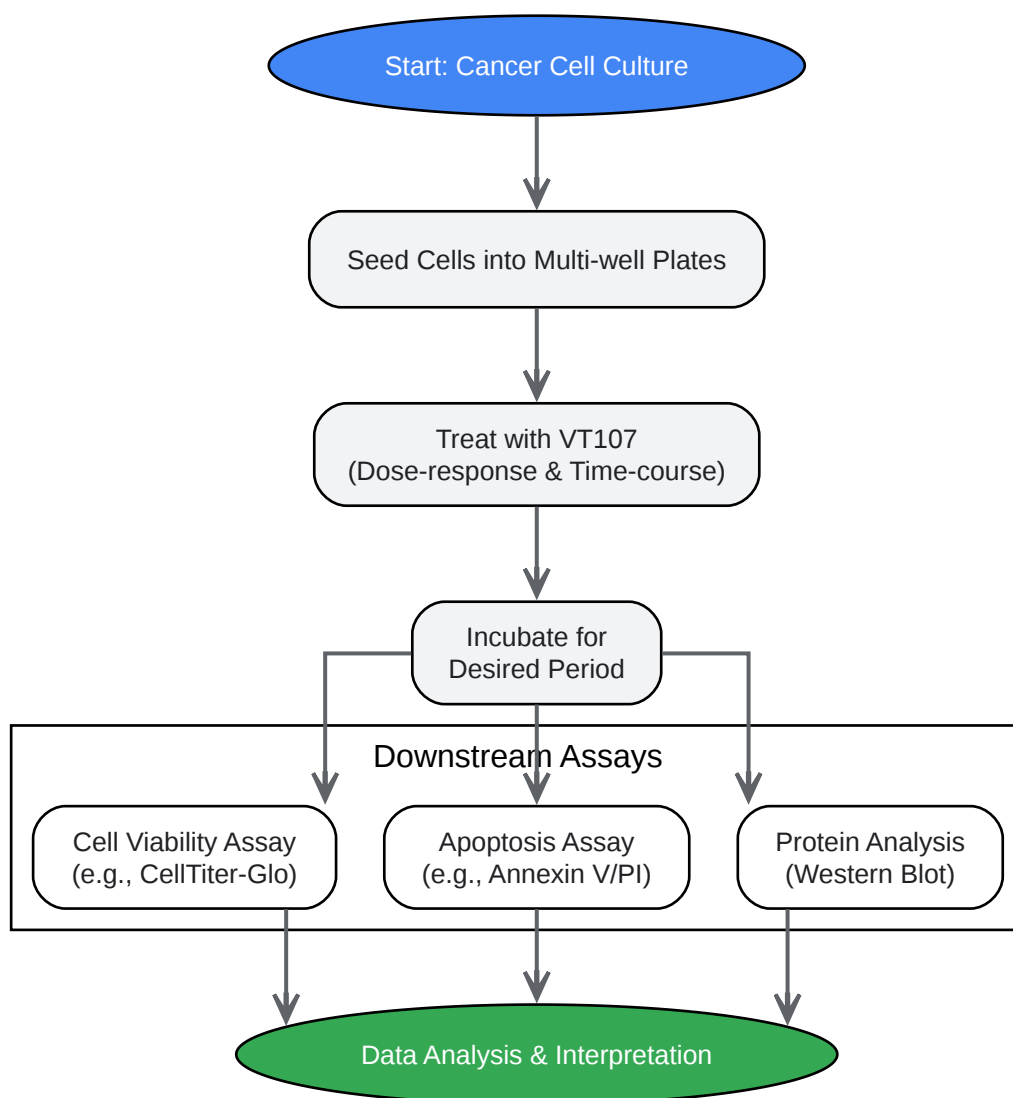 Start: Cancer Cell Culture
Seed Cells into Multi-well Plates
Treat with VT107
(Dose-response & Time-course)
Incubate for
Desired Period
Downstream Assays
Cell Viability Assay
(e.g., CellTiter-Glo)
Apoptosis Assay
(e.g., Annexin V/PI)
Protein Analysis
(Western Blot)
Data Analysis & Interpretation